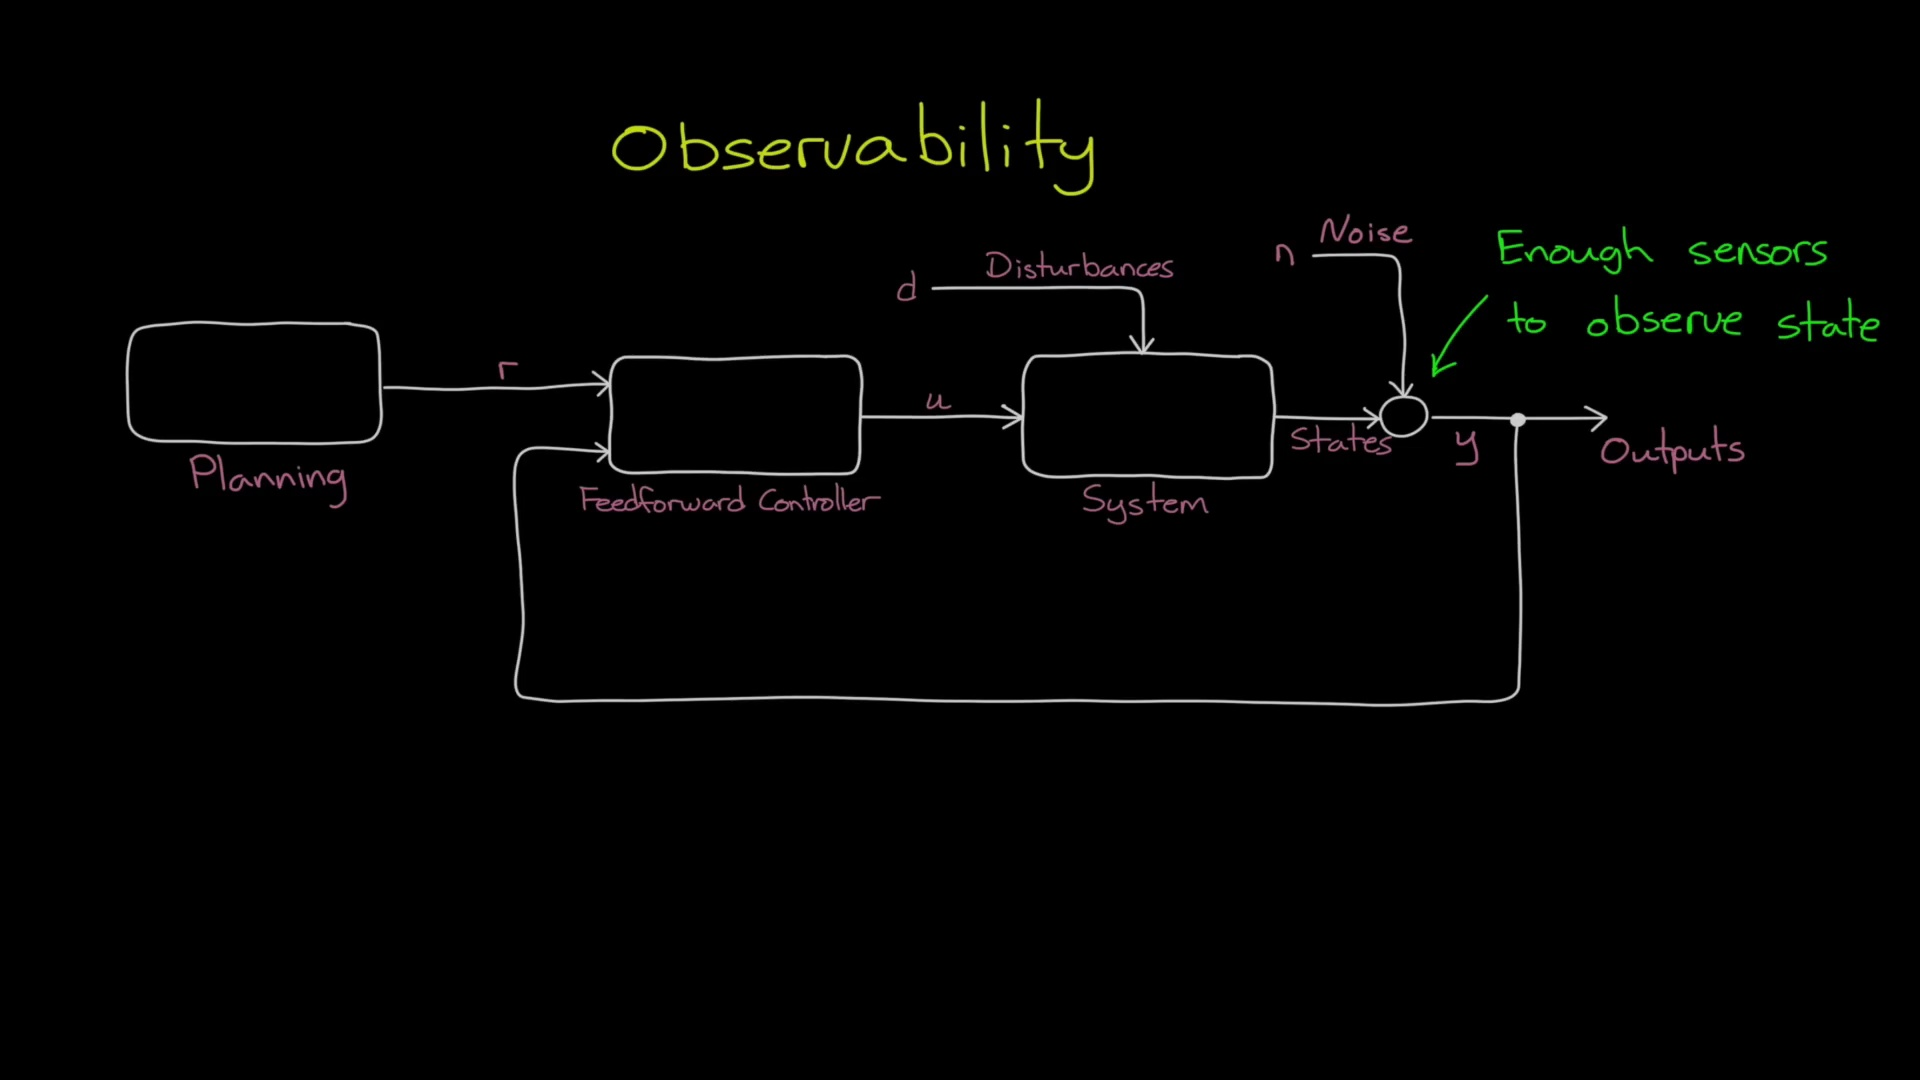 Observability
n Noise
Enough sensors
to observe state
d Disturbances
r
u
States
y
Outputs
Planning
Feedforward Controller
System